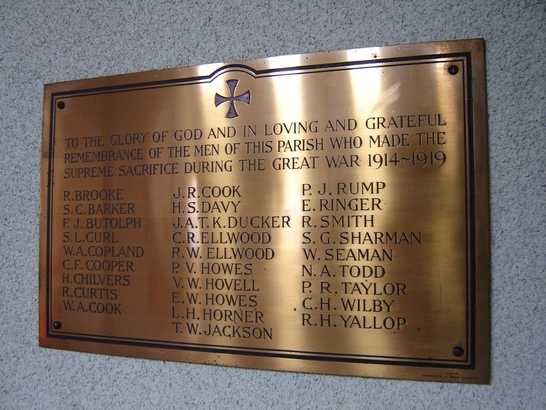 TO THE GLORY OF GOD AND IN LOVING AND GRATEFUL
REMEMBRANCE OF THE MEN OF THIS PARISH WHO MADE THE
SUPREME SACRIFICE DURING THE GREAT WAR 1914~1919
R. BROOKE
S. C. BARKER
F. J. BUTOLPH
S. L. CURL
W. A. COPLAND
C. F. COOPER
H. CHILVERS
R. CURTIS
W. A. COOK
J. R. COOK
H. S. DAVY
J. A. T. K. DUCKER
C. R. ELLWOOD
R. W. ELLWOOD
P. V. HOWES
V. W. HOVELL
E. W. HOWES
L. H. HORNER
T. W. JACKSON
P. J. RUMP
E. RINGER
R. SMITH
S. G. SHARMAN
W. SEAMAN
N. A. TODD
P. R. TAYLOR
C. H. WILBY
R. H. YALLOP